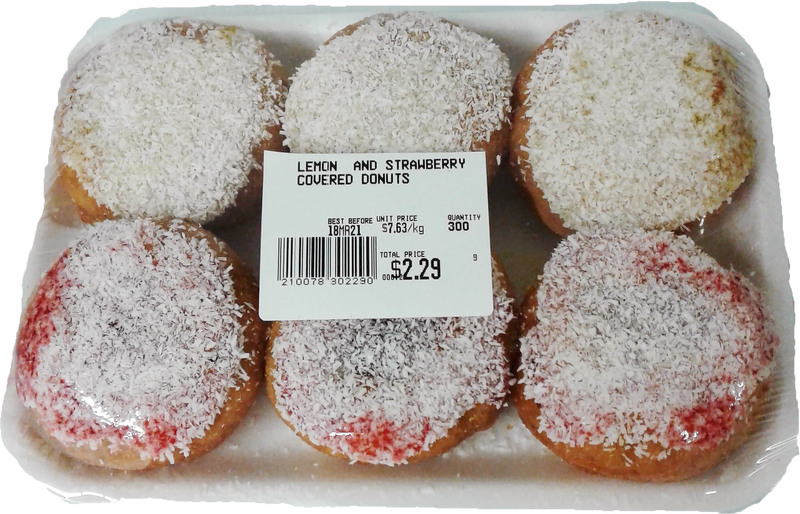 LEMON AND STRAWBERRY
COVERED DONUTS
BEST BEFORE UNIT PRICE QUANTITY
18MR21 $7.63/kg 300
TOTAL PRICE
$2.29
9
210078 302290